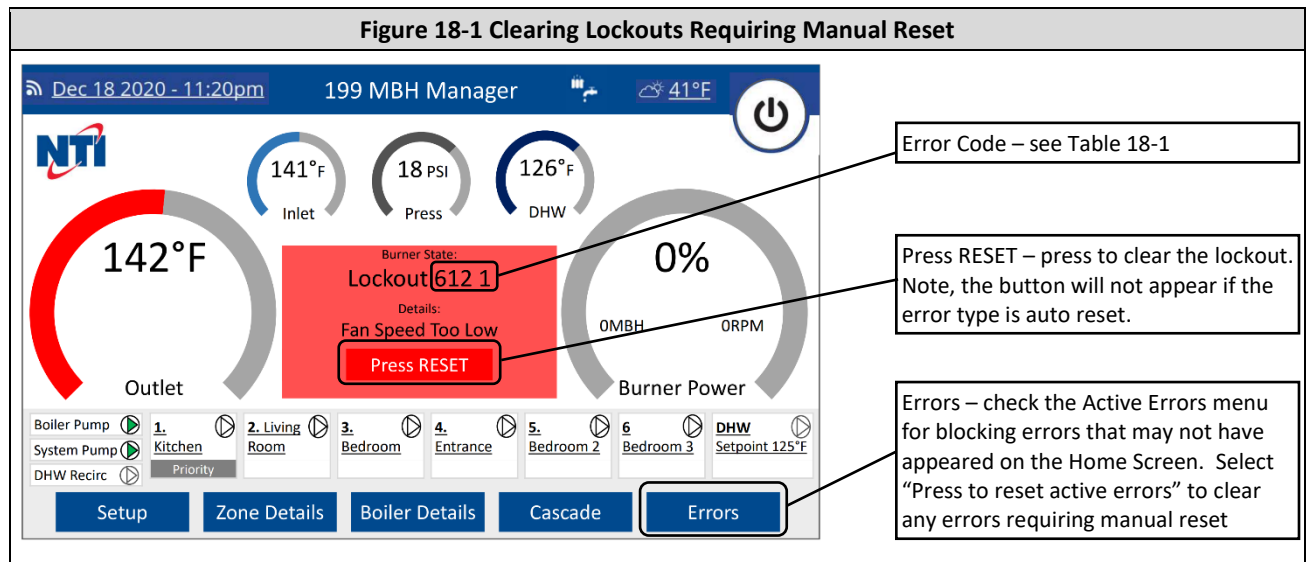 Figure 18-1 Clearing Lockouts Requiring Manual Reset
Dec 18 2020 - 11:20pm
199 MBH Manager
41°F
NTI
141°F
Inlet
18 PSI
Press
126°F
DHW
142°F
Outlet
Burner State:
Lockout 612 1
Details:
Fan Speed Too Low
Press RESET
0%
0MBH
0RPM
Burner Power
Boiler Pump
System Pump
DHW Recirc
1.
Kitchen
Priority
2. Living
Room
3.
Bedroom
4.
Entrance
5.
Bedroom 2
6
Bedroom 3
DHW
Setpoint 125°F
Setup
Zone Details
Boiler Details
Cascade
Errors
Error Code – see Table 18-1
Press RESET – press to clear the lockout.
Note, the button will not appear if the
error type is auto reset.
Errors – check the Active Errors menu
for blocking errors that may not have
appeared on the Home Screen.  Select
“Press to reset active errors” to clear
any errors requiring manual reset